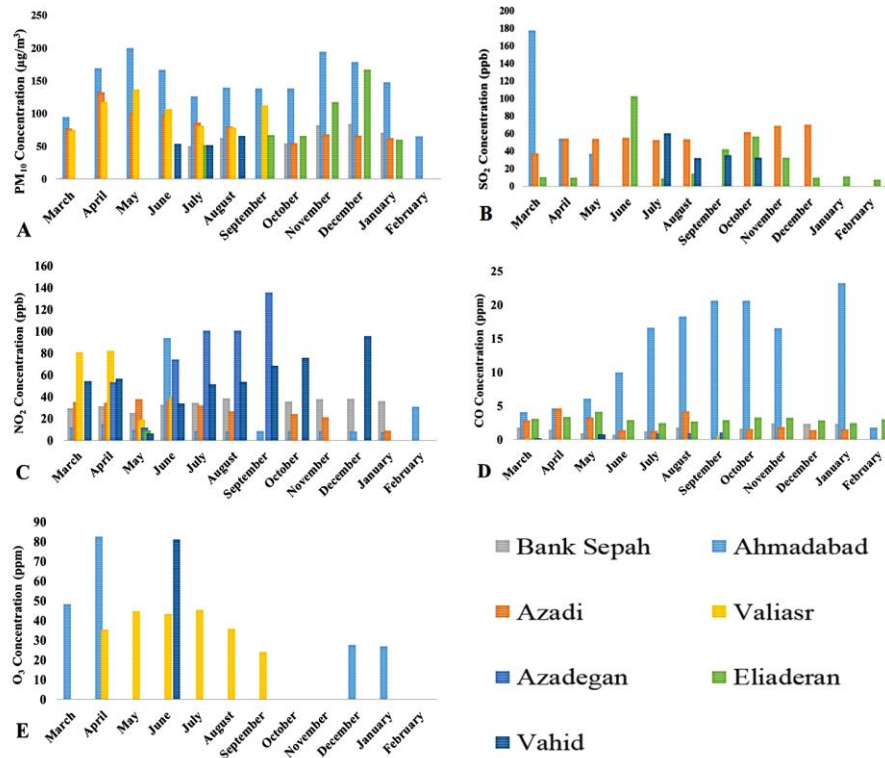 PM10 Concentration (µg/m³)
250
200
150
100
50
0
March
April
May
June
July
August
September
October
November
December
January
February
A
SO2 Concentration (ppb)
200
180
160
140
120
100
80
60
40
20
0
March
April
May
June
July
August
September
October
November
December
January
February
B
NO2 Concentration (ppb)
160
140
120
100
80
60
40
20
0
March
April
May
June
July
August
September
October
November
December
January
February
C
CO Concentration (ppm)
25
20
15
10
5
0
March
April
May
June
July
August
September
October
November
December
January
February
D
O3 Concentration (ppm)
90
80
70
60
50
40
30
20
10
0
March
April
May
June
July
August
September
October
November
December
January
February
E
Bank Sepah
Ahmadabad
Azadi
Valiasr
Azadegan
Eliaderan
Vahid